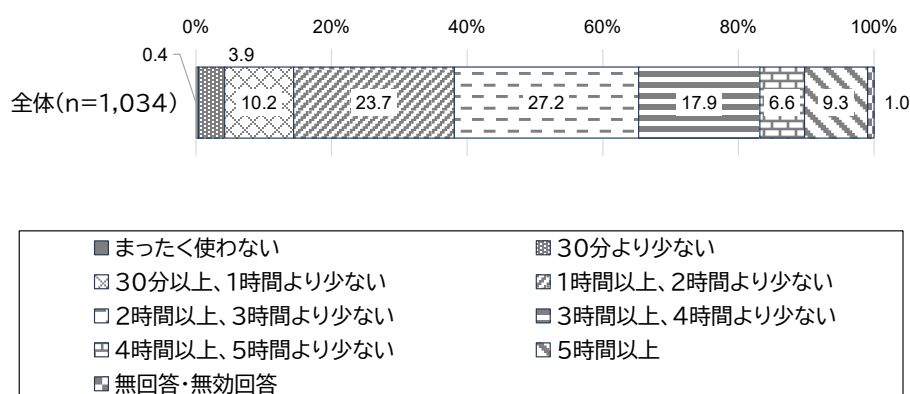 0% 20% 40% 60% 80% 100%
0.4 3.9
全体(n=1,034) 10.2 23.7 27.2 17.9 6.6 9.3 1.0
まったく使わない 30分より少ない
30分以上、1時間より少ない 1時間以上、2時間より少ない
2時間以上、3時間より少ない 3時間以上、4時間より少ない
4時間以上、5時間より少ない 5時間以上
無回答・無効回答